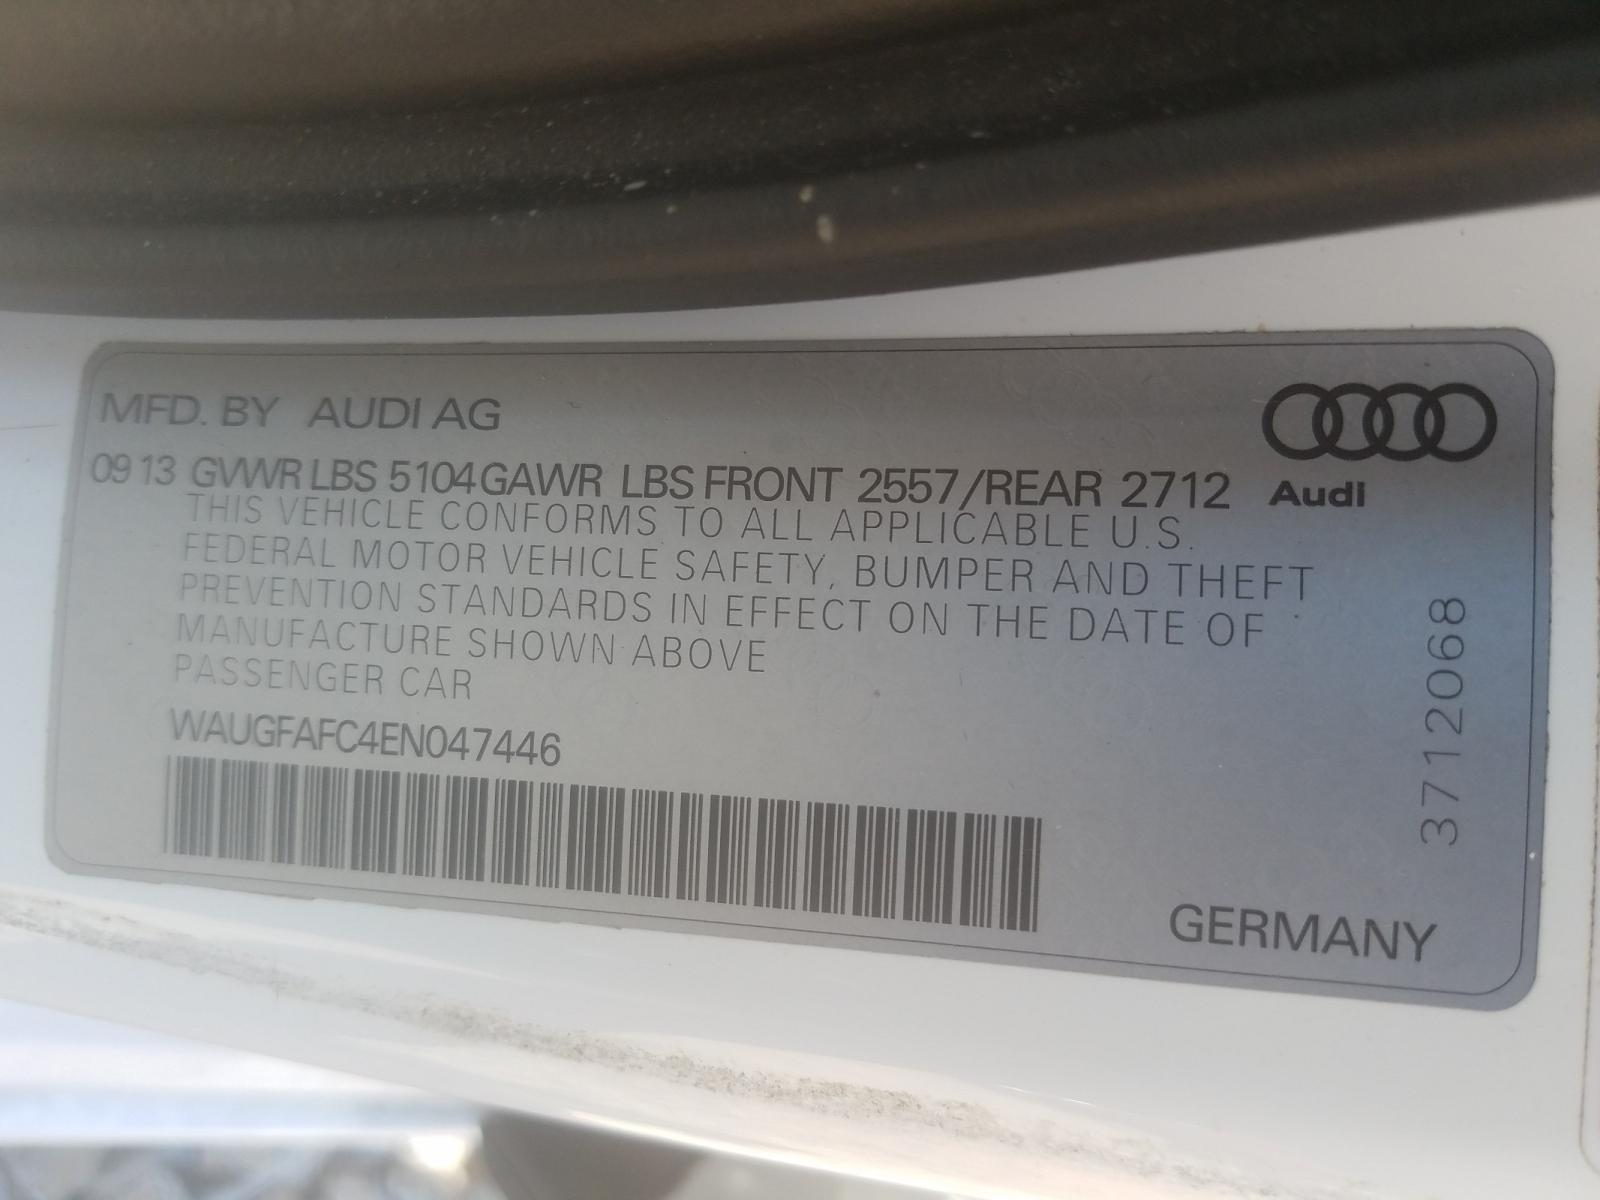 MFD. BY AUDI AG
09 13 GVWR LBS 5104 GAWR LBS FRONT 2557/REAR 2712
Audi
THIS VEHICLE CONFORMS TO ALL APPLICABLE U.S.
FEDERAL MOTOR VEHICLE SAFETY, BUMPER AND THEFT
PREVENTION STANDARDS IN EFFECT ON THE DATE OF
MANUFACTURE SHOWN ABOVE
PASSENGER CAR
WAUGFAFC4EN047446
3712068
GERMANY